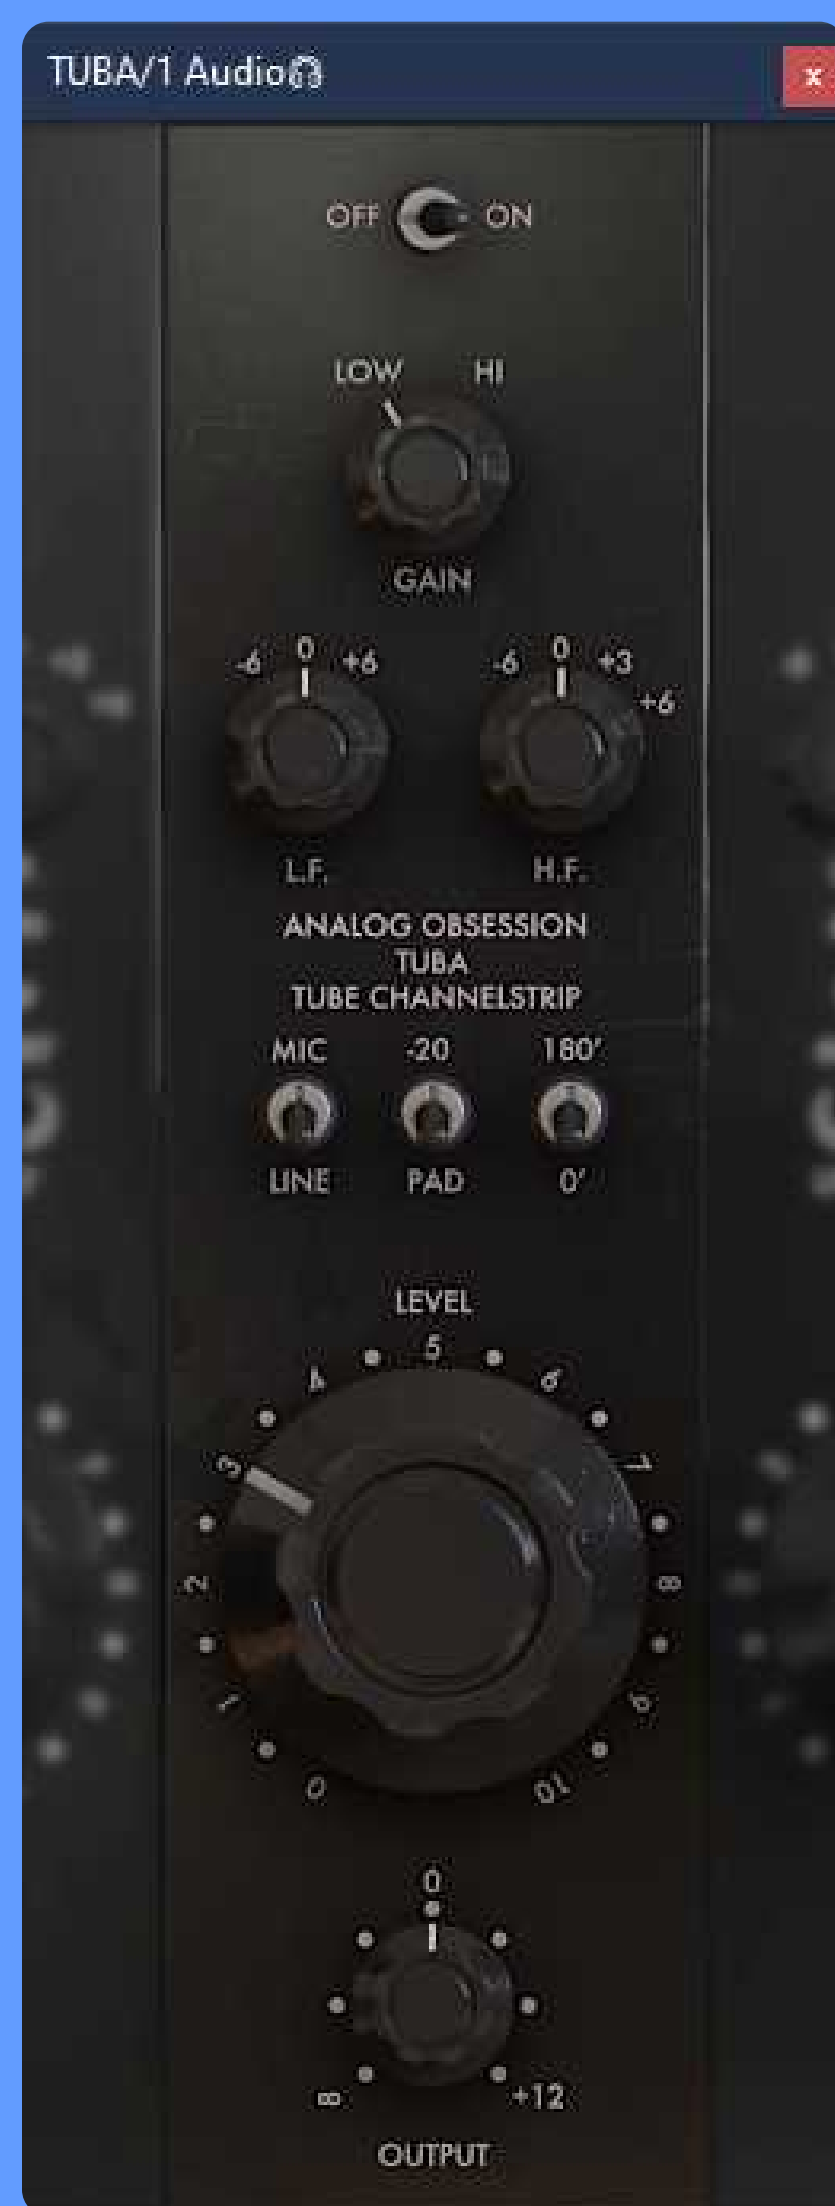 TUBA/1 Audio
x
OFF ON
LOW HI
GAIN
-6 0 +6
-6 0 +3 +6
L.F. H.F.
ANALOG OBSESSION
TUBA
TUBE CHANNELSTRIP
MIC -20 180'
LINE PAD 0'
LEVEL
0 1 2 3 4 5 6 7 8 9 10
0
∞ +12
OUTPUT